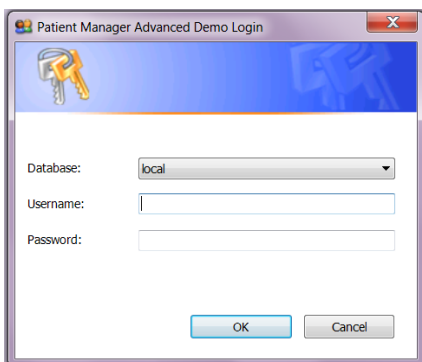 Patient Manager Advanced Demo Login
Database: local
Username:
Password:
OK Cancel